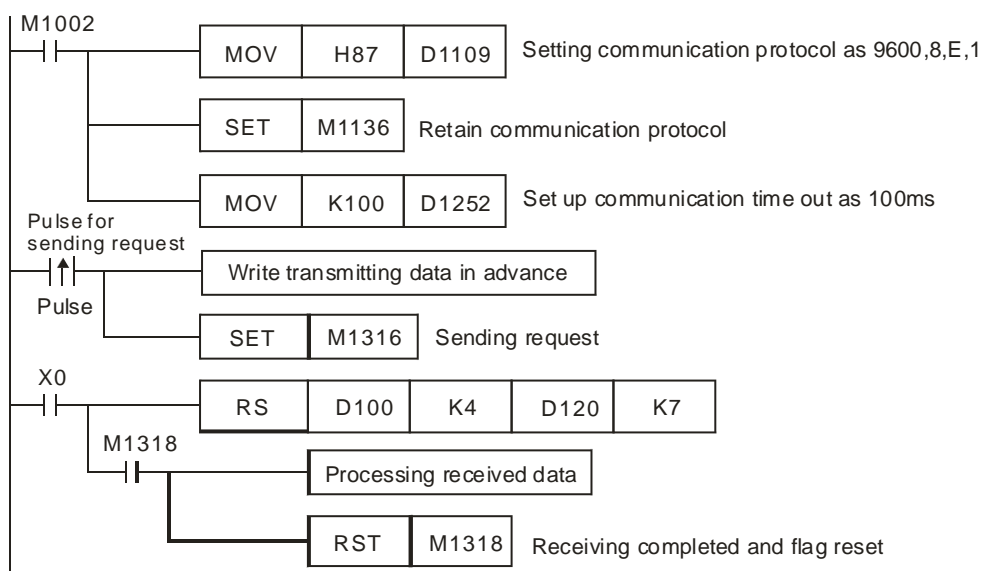 M1002
MOV H87 D1109 Setting communication protocol as 9600,8,E,1
SET M1136 Retain communication protocol
MOV K100 D1252 Set up communication time out as 100ms
Pulse for
sending request
Write transmitting data in advance
Pulse
SET M1316 Sending request
X0
RS D100 K4 D120 K7
M1318
Processing received data
RST M1318 Receiving completed and flag reset